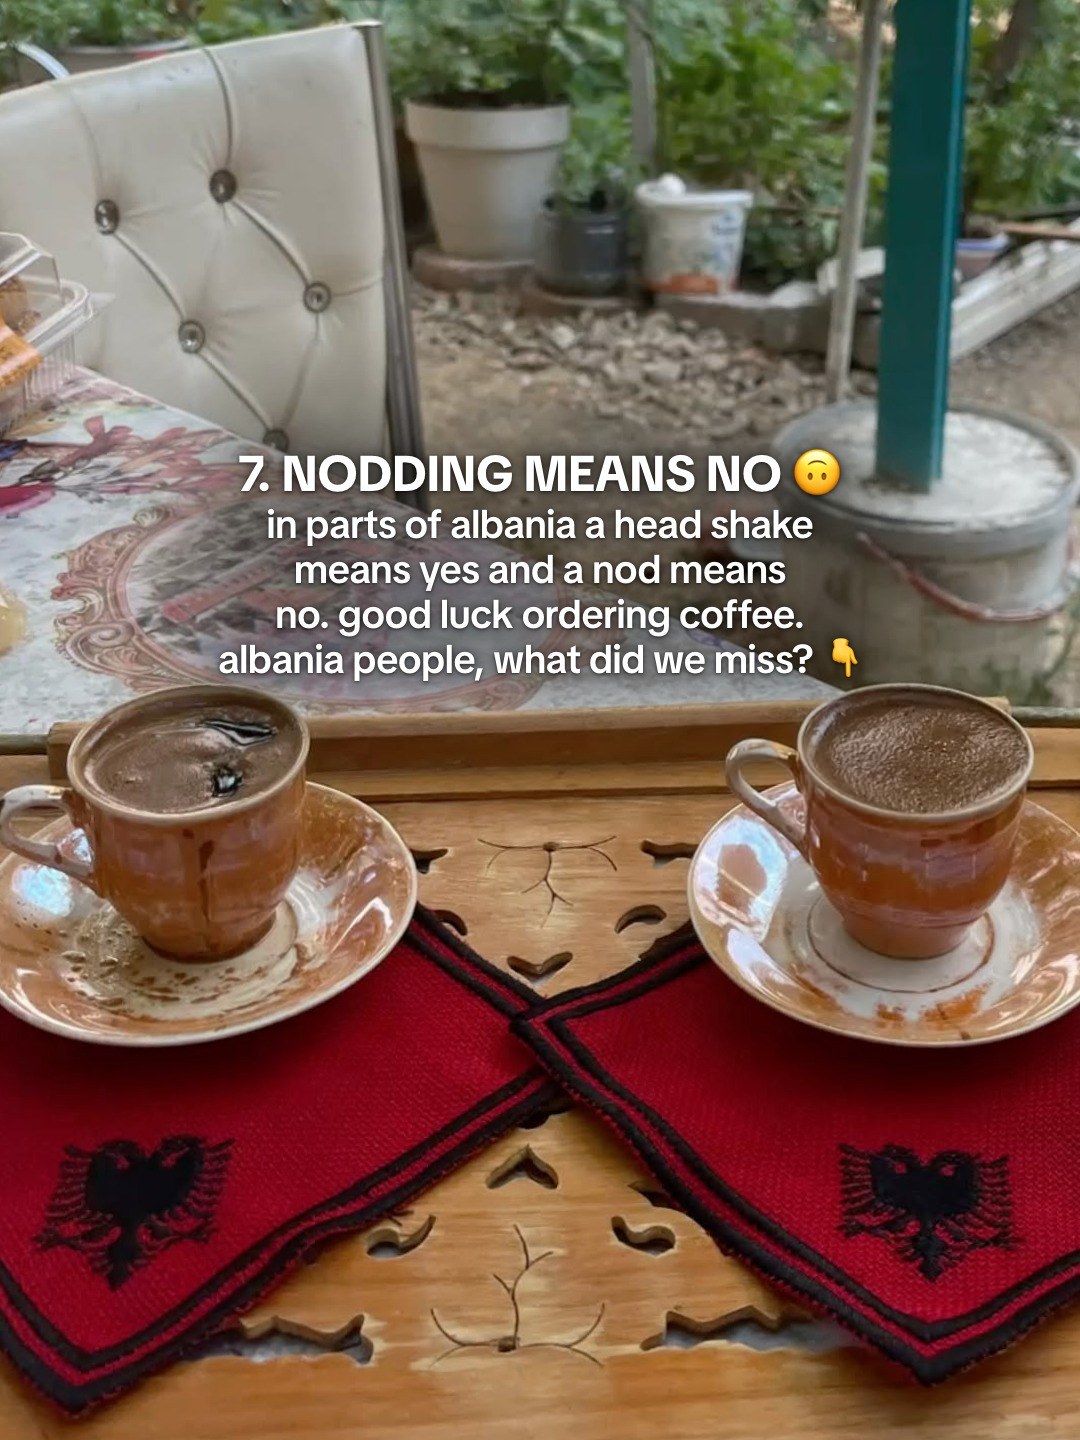 7. NODDING MEANS NO 🙃
in parts of albania a head shake
means yes and a nod means
no. good luck ordering coffee.
albania people, what did we miss? 👇